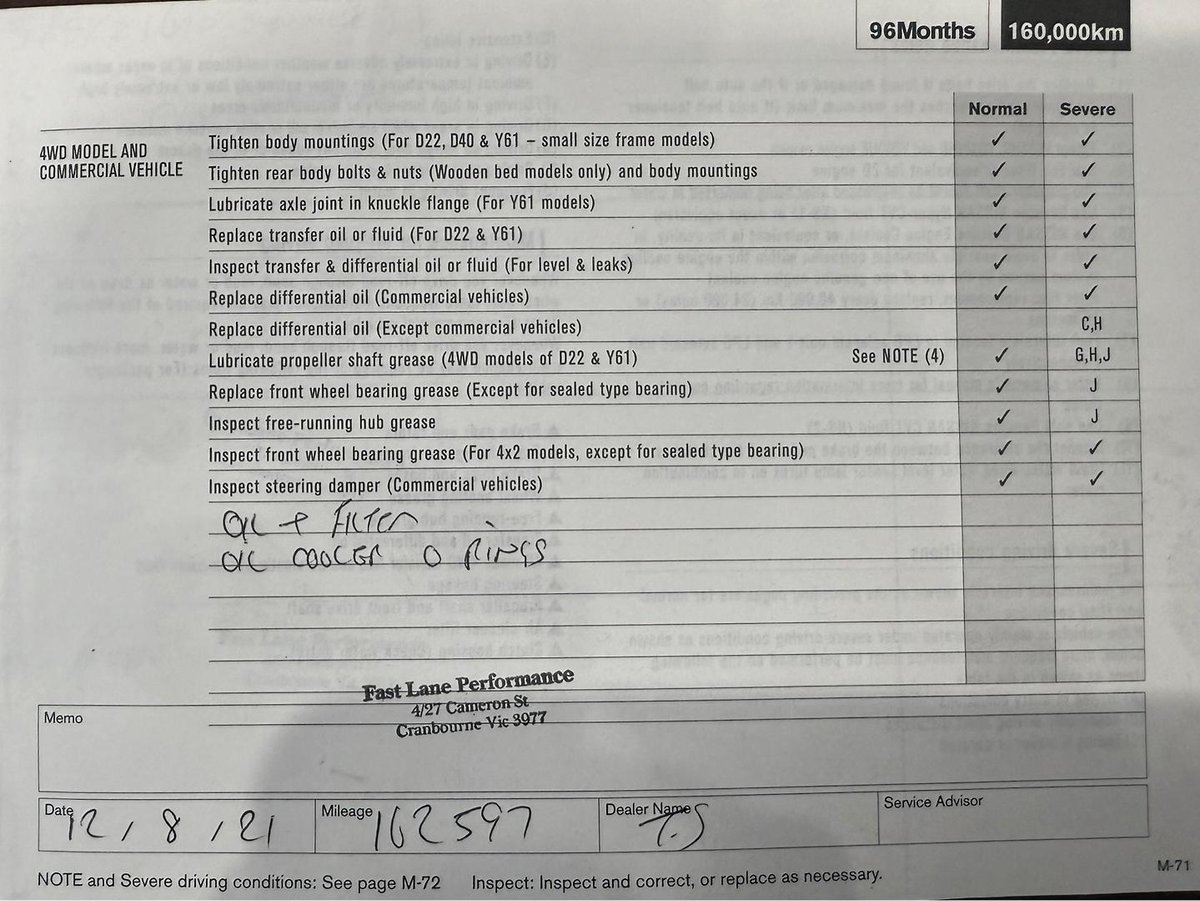 96Months 160,000km
Normal Severe
4WD MODEL AND
COMMERCIAL VEHICLE
Tighten body mountings (For D22, D40 & Y61 – small size frame models) ✓ ✓
Tighten rear body bolts & nuts (Wooden bed models only) and body mountings ✓ ✓
Lubricate axle joint in knuckle flange (For Y61 models) ✓ ✓
Replace transfer oil or fluid (For D22 & Y61) ✓ ✓
Inspect transfer & differential oil or fluid (For level & leaks) ✓ ✓
Replace differential oil (Commercial vehicles) ✓ ✓
Replace differential oil (Except commercial vehicles) C,H
Lubricate propeller shaft grease (4WD models of D22 & Y61) See NOTE (4) ✓ G,H,J
Replace front wheel bearing grease (Except for sealed type bearing) ✓ J
Inspect free-running hub grease ✓ J
Inspect front wheel bearing grease (For 4x2 models, except for sealed type bearing) ✓ ✓
Inspect steering damper (Commercial vehicles) ✓ ✓
OIL + FILTER
OIL COOLER O RINGS
Fast Lane Performance
4/27 Cameron St
Cranbourne Vic 3977
Memo
Date 12 / 8 / 21 Mileage 162597 Dealer Name T.S Service Advisor
NOTE and Severe driving conditions: See page M-72 Inspect: Inspect and correct, or replace as necessary.
M-71